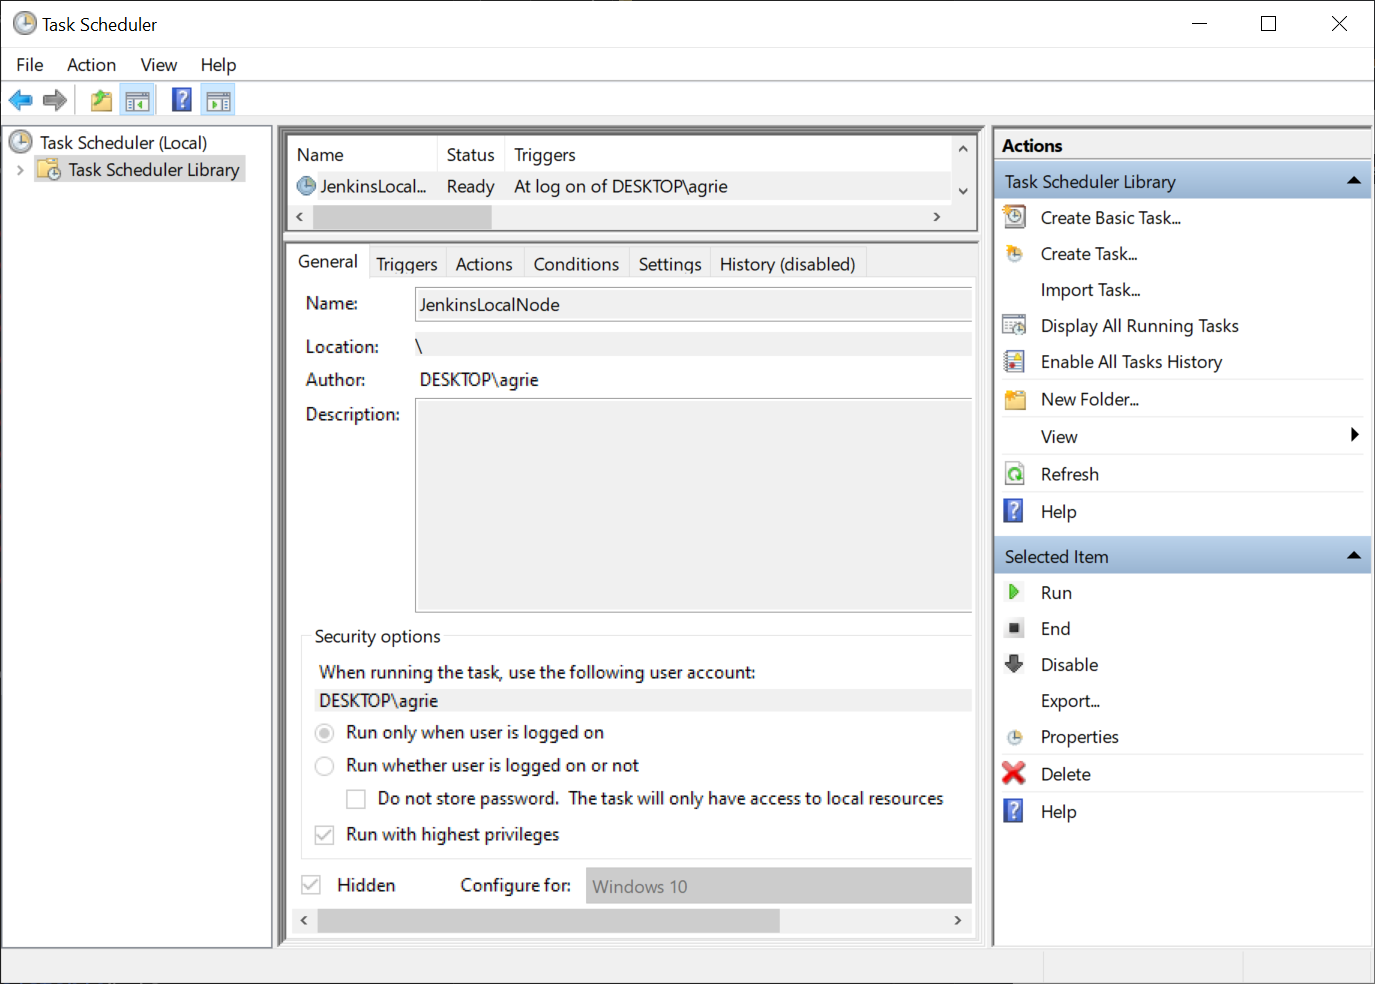 Task Scheduler
File Action View Help
Task Scheduler (Local)
Task Scheduler Library
Name Status Triggers
JenkinsLocal... Ready At log on of DESKTOP\agrie
General Triggers Actions Conditions Settings History (disabled)
Name: JenkinsLocalNode
Location: \
Author: DESKTOP\agrie
Description:
Security options
When running the task, use the following user account:
DESKTOP\agrie
Run only when user is logged on
Run whether user is logged on or not
Do not store password. The task will only have access to local resources
Run with highest privileges
Hidden Configure for: Windows 10
Actions
Task Scheduler Library
Create Basic Task...
Create Task...
Import Task...
Display All Running Tasks
Enable All Tasks History
New Folder...
View
Refresh
Help
Selected Item
Run
End
Disable
Export...
Properties
Delete
Help